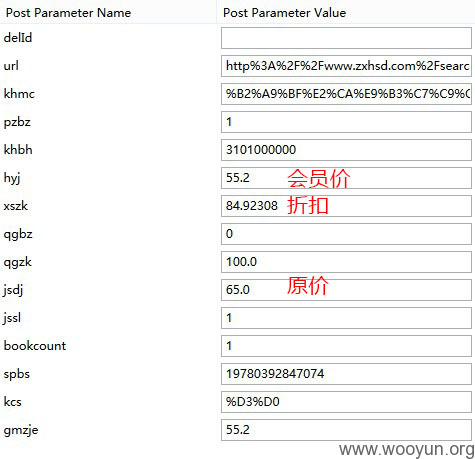 Post Parameter Name Post Parameter Value
delId
url http%3A%2F%2Fwww.zxhsd.com%2Fsearc
khmc %B2%A9%BF%E2%CA%E9%B3%C7%C9%C
pzbz 1
khbh 3101000000
hyj 55.2 会员价
xszk 84.92308 折扣
qgbz 0
qgzk 100.0
jsdj 65.0 原价
jssl 1
bookcount 1
spbs 19780392847074
kcs %D3%D0
gmzje 55.2
www.wooyun.org